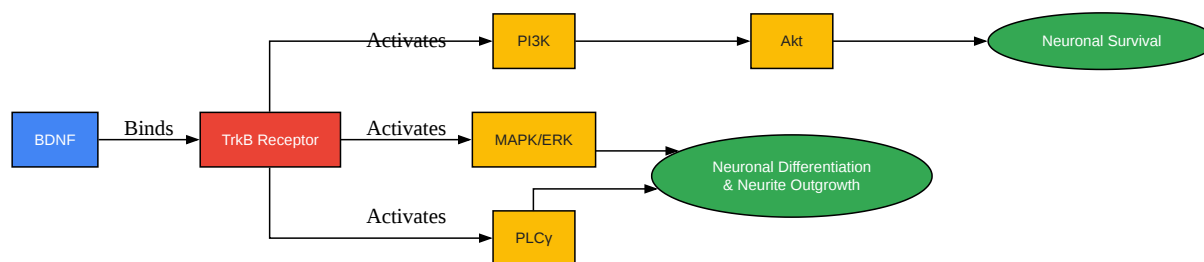 Activates
PI3K
Akt
Neuronal Survival
BDNF
Binds
TrkB Receptor
Activates
MAPK/ERK
Neuronal Differentiation
& Neurite Outgrowth
Activates
PLCγ